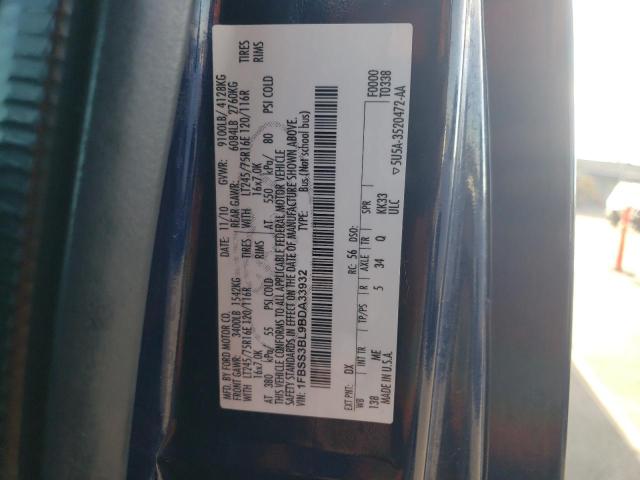 MFD. BY FORD MOTOR CO. DATE: 11/10 GVWR: 9100LB/ 4128KG
FRONT GAWR: 3400LB 1542KG REAR GAWR: 6084LB 2760KG
WITH LT245/75R16E 120/116R TIRES WITH LT245/75R16E 120/116R TIRES
16x7.0K RIMS 16x7.0K RIMS
AT 380 kPa/ 55 PSI COLD AT 550 kPa/ 80 PSI COLD
THIS VEHICLE CONFORMS TO ALL APPLICABLE FEDERAL MOTOR VEHICLE
SAFETY STANDARDS IN EFFECT ON THE DATE OF MANUFACTURE SHOWN ABOVE.
VIN: 1FBSS3BL9BDA33932 TYPE: Bus,(Not school bus)
EXT PNT: DX RC: 56 DSO: F0000
WB INT TR TP/PS R AXLE TR SPR T0338
138 ME 5 34 Q KK33
MADE IN U.S.A. ULC
▽5U5A-3520472-AA